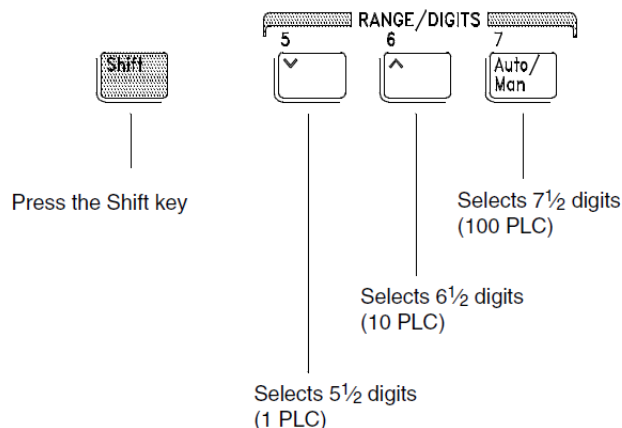 RANGE/DIGITS
5 6 7
Shift
Auto/
Man
Press the Shift key
Selects 7½ digits
(100 PLC)
Selects 6½ digits
(10 PLC)
Selects 5½ digits
(1 PLC)